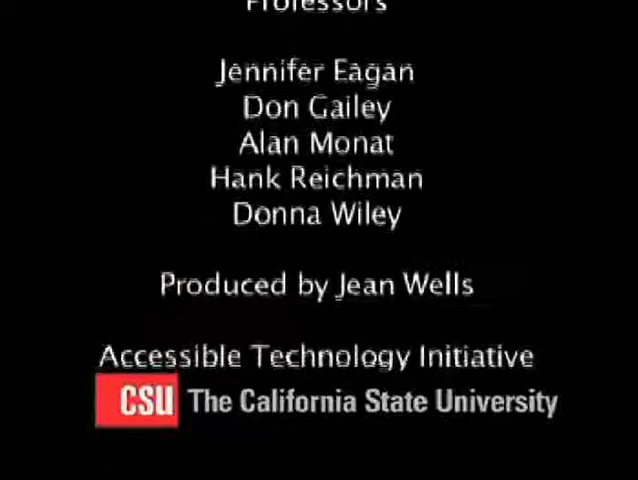 Professors
Jennifer Eagan
Don Gailey
Alan Monat
Hank Reichman
Donna Wiley
Produced by Jean Wells
Accessible Technology Initiative
CSU The California State University